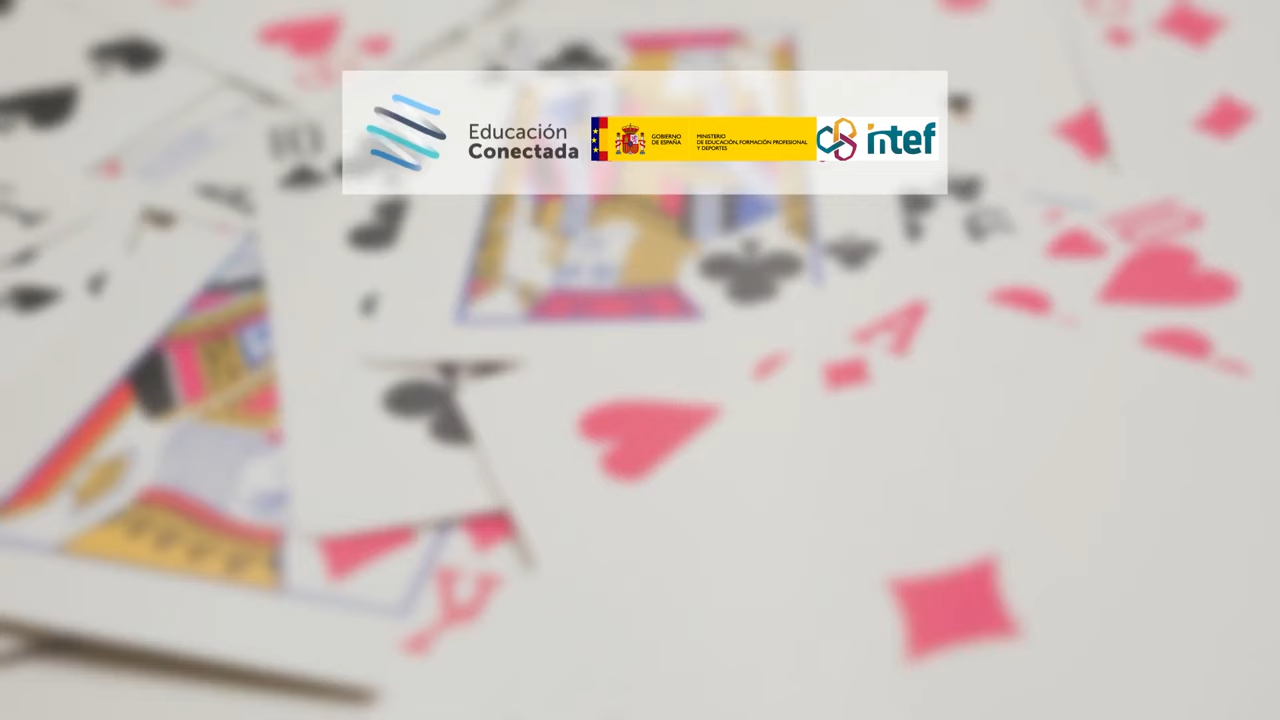 Educación
Conectada
GOBIERNO
DE ESPAÑA
MINISTERIO
DE EDUCACIÓN, FORMACIÓN PROFESIONAL
Y DEPORTES
intef
A